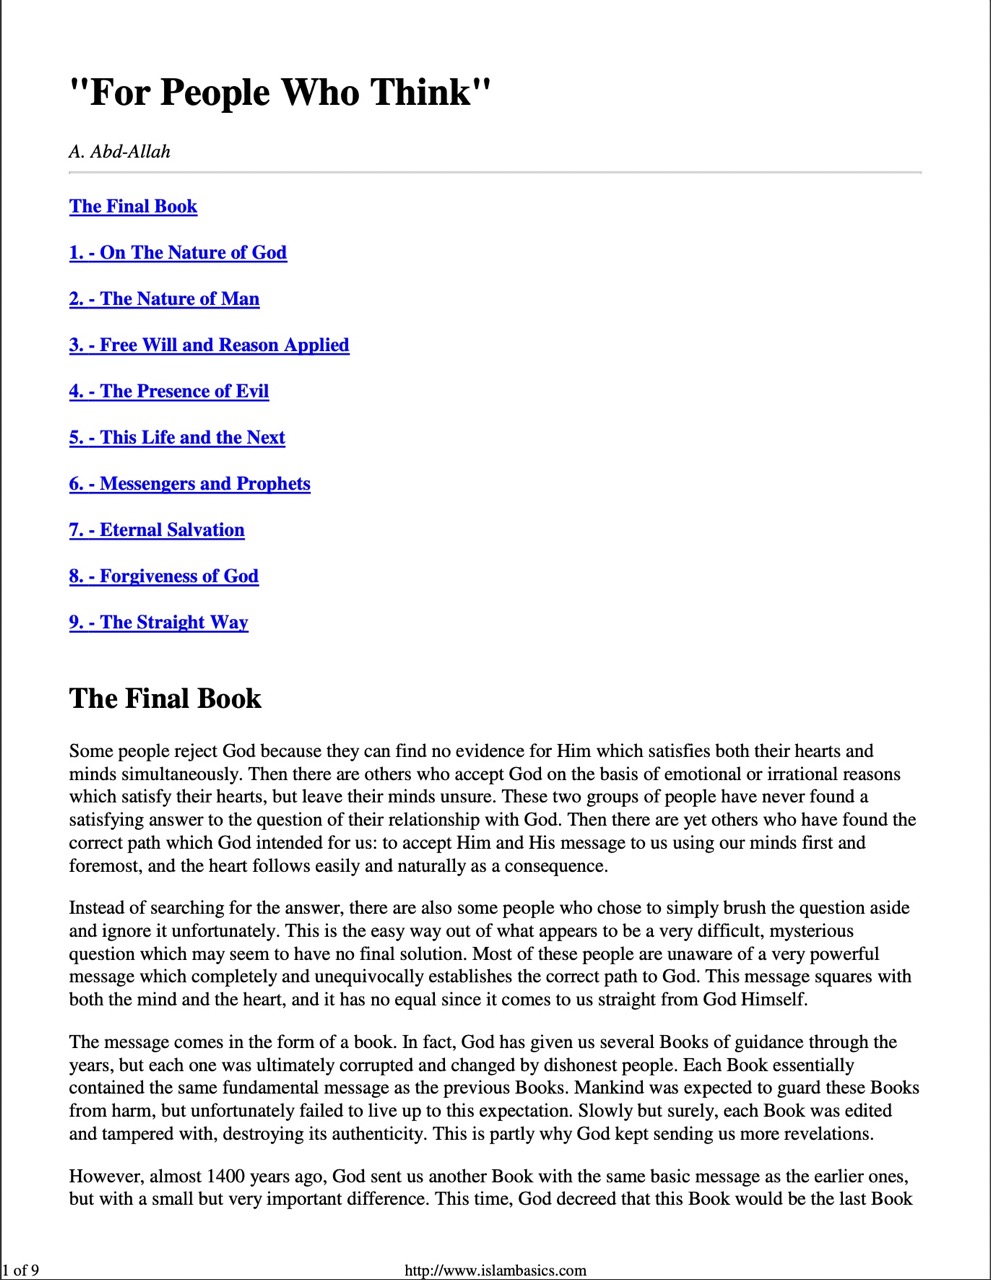 "For People Who Think"
A. Abd-Allah
The Final Book
1. - On The Nature of God
2. - The Nature of Man
3. - Free Will and Reason Applied
4. - The Presence of Evil
5. - This Life and the Next
6. - Messengers and Prophets
7. - Eternal Salvation
8. - Forgiveness of God
9. - The Straight Way
The Final Book
Some people reject God because they can find no evidence for Him which satisfies both their hearts and
minds simultaneously. Then there are others who accept God on the basis of emotional or irrational reasons
which satisfy their hearts, but leave their minds unsure. These two groups of people have never found a
satisfying answer to the question of their relationship with God. Then there are yet others who have found the
correct path which God intended for us: to accept Him and His message to us using our minds first and
foremost, and the heart follows easily and naturally as a consequence.
Instead of searching for the answer, there are also some people who chose to simply brush the question aside
and ignore it unfortunately. This is the easy way out of what appears to be a very difficult, mysterious
question which may seem to have no final solution. Most of these people are unaware of a very powerful
message which completely and unequivocally establishes the correct path to God. This message squares with
both the mind and the heart, and it has no equal since it comes to us straight from God Himself.
The message comes in the form of a book. In fact, God has given us several Books of guidance through the
years, but each one was ultimately corrupted and changed by dishonest people. Each Book essentially
contained the same fundamental message as the previous Books. Mankind was expected to guard these Books
from harm, but unfortunately failed to live up to this expectation. Slowly but surely, each Book was edited
and tampered with, destroying its authenticity. This is partly why God kept sending us more revelations.
However, almost 1400 years ago, God sent us another Book with the same basic message as the earlier ones,
but with a small but very important difference. This time, God decreed that this Book would be the last Book
1 of 9
http://www.islambasics.com